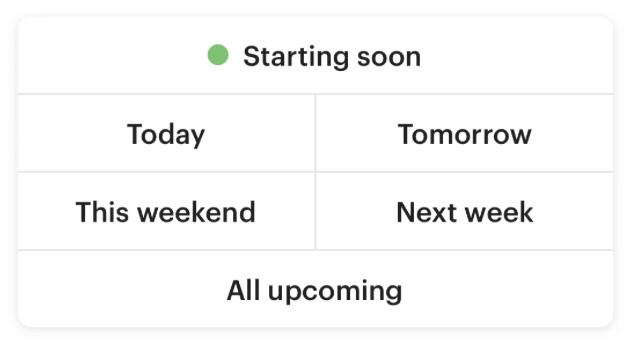 Starting soon
Today Tomorrow
This weekend Next week
All upcoming